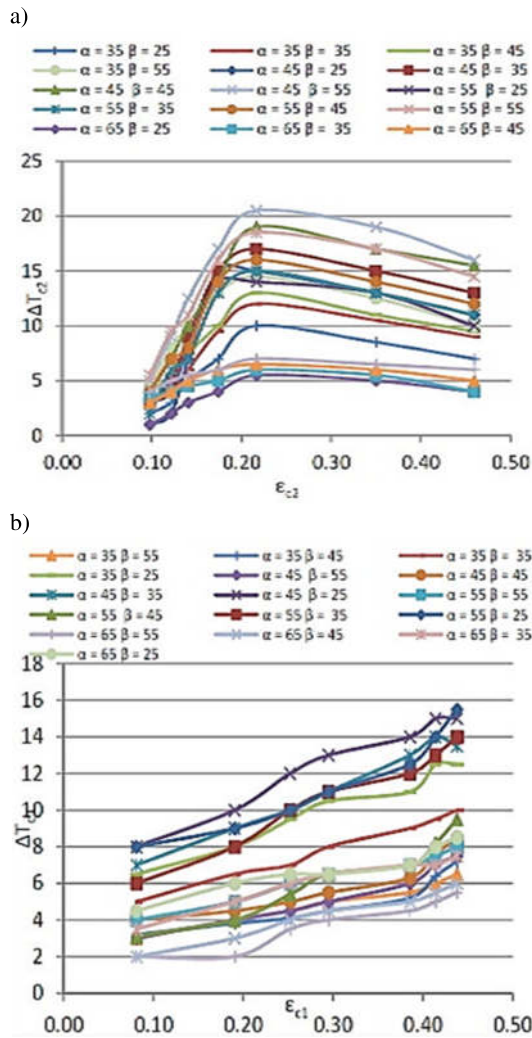 a)
α = 35 β = 25 α = 35 β = 35 α = 35 β = 45
α = 35 β = 55 α = 45 β = 25 α = 45 β = 35
α = 45 β = 45 α = 45 β = 55 α = 55 β = 25
α = 55 β = 35 α = 55 β = 45 α = 55 β = 55
α = 65 β = 25 α = 65 β = 35 α = 65 β = 45
25
20
15
10
5
0
ΔTc2
0.00 0.10 0.20 0.30 0.40 0.50
εc2
b)
α = 35 β = 55 α = 35 β = 45 α = 35 β = 35
α = 35 β = 25 α = 45 β = 55 α = 45 β = 45
α = 45 β = 35 α = 45 β = 25 α = 55 β = 55
α = 55 β = 45 α = 55 β = 35 α = 55 β = 25
α = 65 β = 55 α = 65 β = 45 α = 65 β = 35
α = 65 β = 25
18
16
14
12
10
8
6
4
2
0
ΔTc1
0.00 0.10 0.20 0.30 0.40 0.50
εc1